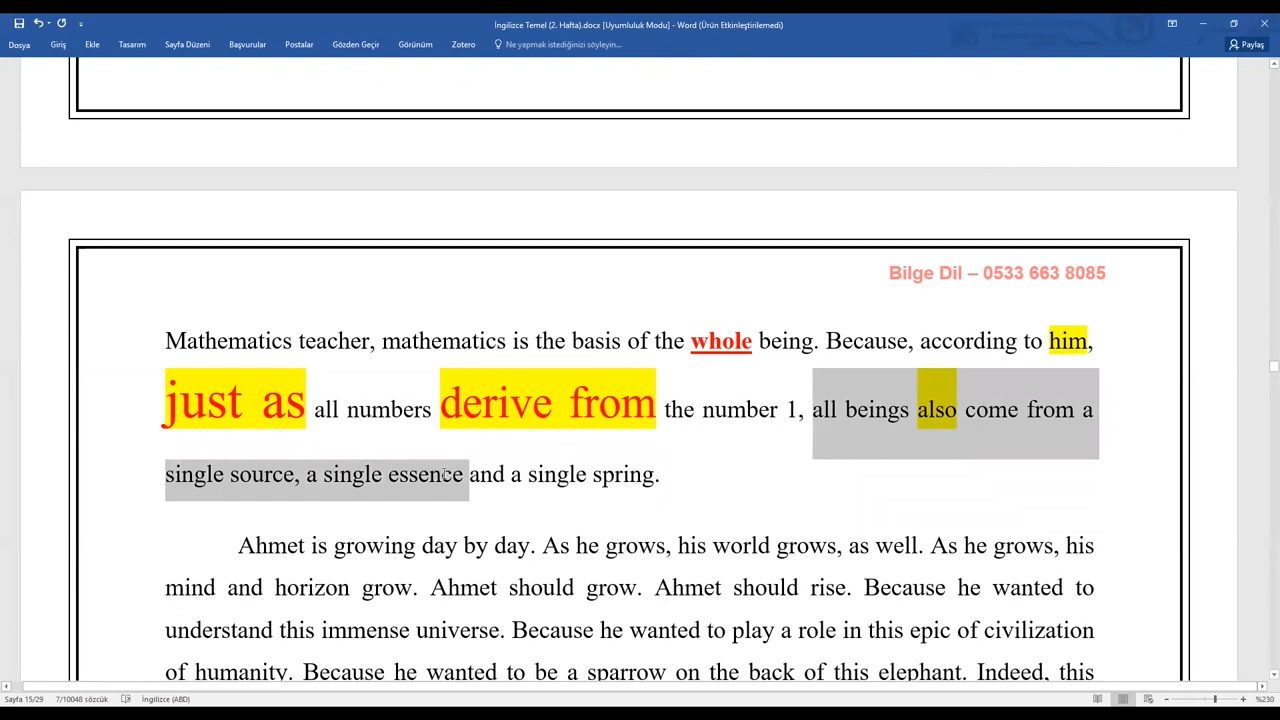 İngilizce Temel (2. Hafta).docx [Uyumluluk Modu] - Word (Ürün Etkinleştirilemedi)
Dosya Giriş Ekle Tasarım Sayfa Düzeni Başvurular Postalar Gözden Geçir Görünüm Zotero Ne yapmak istediğinizi söyleyin... Paylaş
Bilge Dil – 0533 663 8085
Mathematics teacher, mathematics is the basis of the whole being. Because, according to him,
just as all numbers derive from the number 1, all beings also come from a
single source, a single essence and a single spring.
Ahmet is growing day by day. As he grows, his world grows, as well. As he grows, his
mind and horizon grow. Ahmet should grow. Ahmet should rise. Because he wanted to
understand this immense universe. Because he wanted to play a role in this epic of civilization
of humanity. Because he wanted to be a sparrow on the back of this elephant. Indeed, this
Sayfa 15/29 7/10048 sözcük İngilizce (ABD) %230